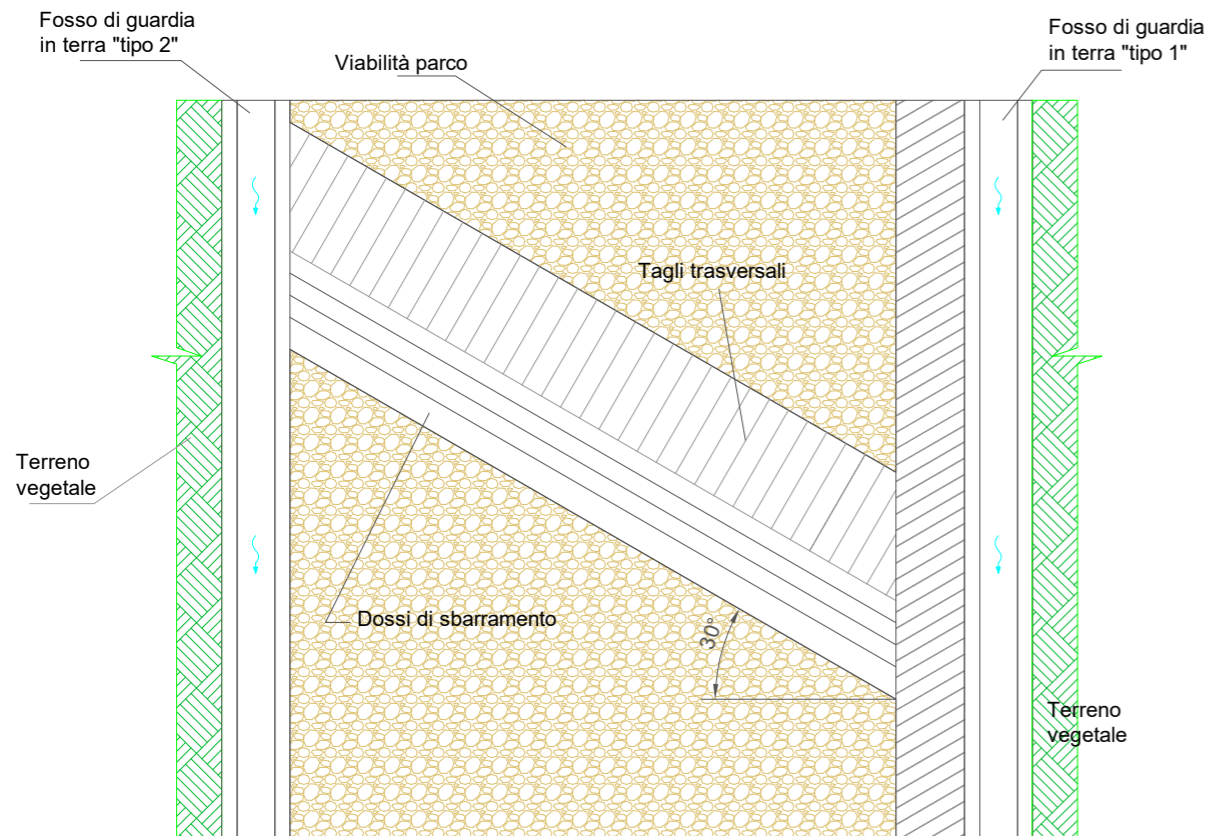 Fosso di guardia
in terra "tipo 2"
Viabilità parco
Fosso di guardia
in terra "tipo 1"
Tagli trasversali
Terreno
vegetale
Dossi di sbarramento
30°
Terreno
vegetale